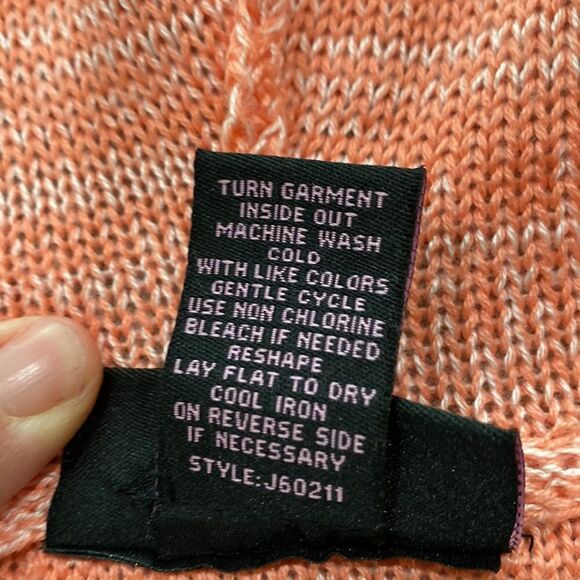 TURN GARMENT
INSIDE OUT
MACHINE WASH
COLD
WITH LIKE COLORS
GENTLE CYCLE
USE NON CHLORINE
BLEACH IF NEEDED
RESHAPE
LAY FLAT TO DRY
COOL IRON
ON REVERSE SIDE
IF NECESSARY
STYLE:J60211